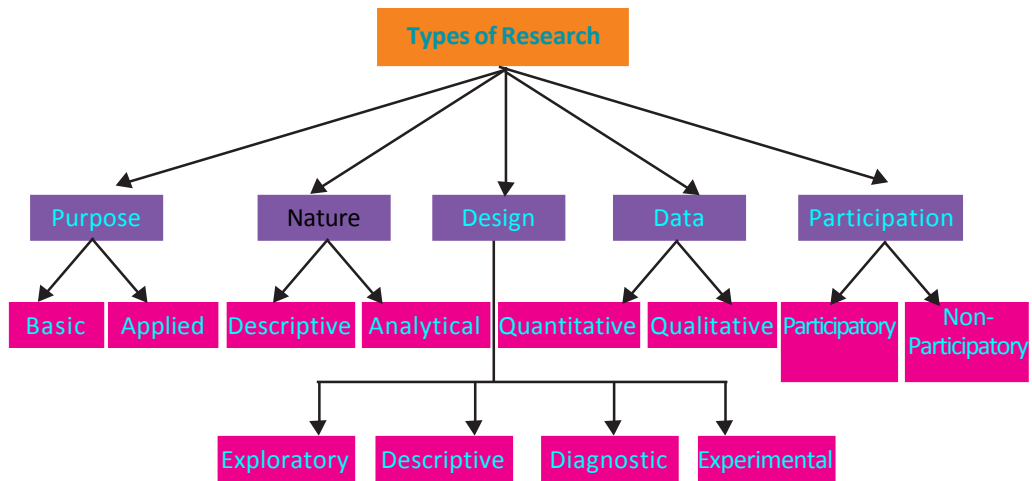 Types of Research
Purpose
Nature
Design
Data
Participation
Basic
Applied
Descriptive
Analytical
Quantitative
Qualitative
Participatory
Non-
Participatory
Exploratory
Descriptive
Diagnostic
Experimental